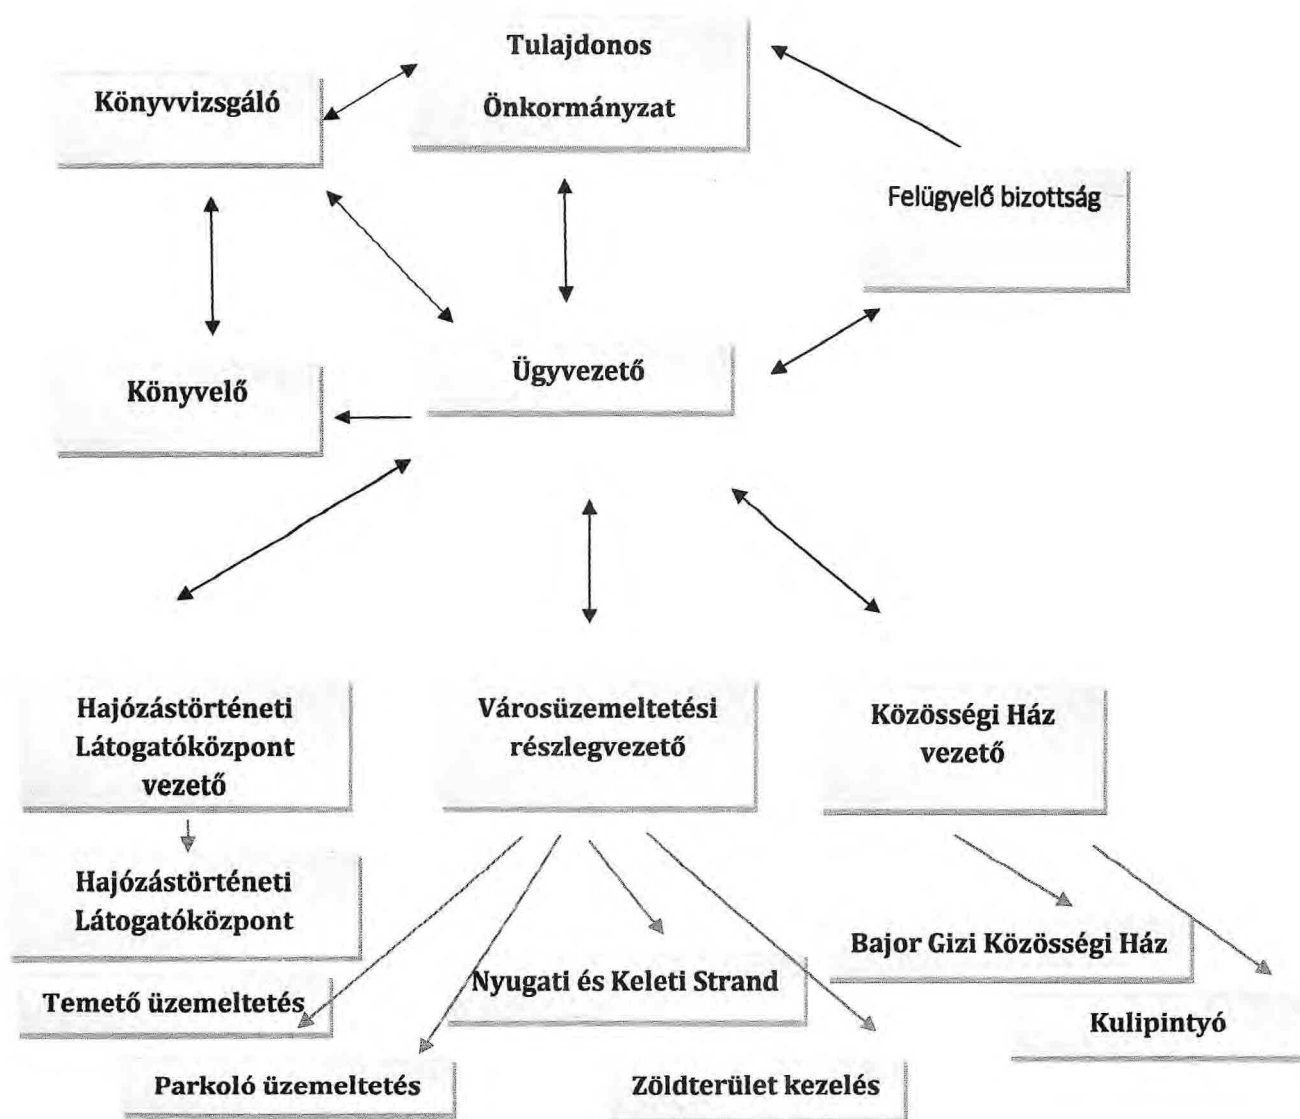 Tulajdonos
Önkormányzat
Könyvvizsgáló
Felügyelő bizottság
Ügyvezető
Könyvelő
Hajózástörténeti
Látogatóközpont
vezető
Városüzemeltetési
részlegvezető
Közösségi Ház
vezető
Hajózástörténeti
Látogatóközpont
Bajor Gizi Közösségi Ház
Nyugati és Keleti Strand
Temető üzemeltetés
Kulipintyó
Parkoló üzemeltetés
Zöldterület kezelés